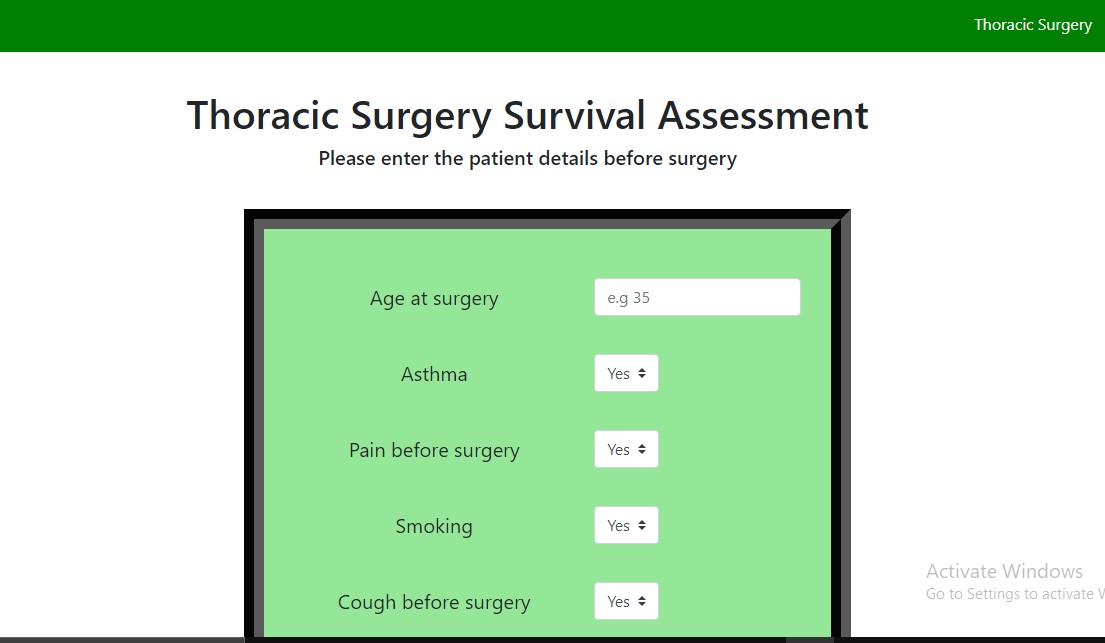 Thoracic Surgery
Thoracic Surgery Survival Assessment
Please enter the patient details before surgery
Age at surgery e.g 35
Asthma Yes
Pain before surgery Yes
Smoking Yes
Cough before surgery Yes
Activate Windows
Go to Settings to activate W